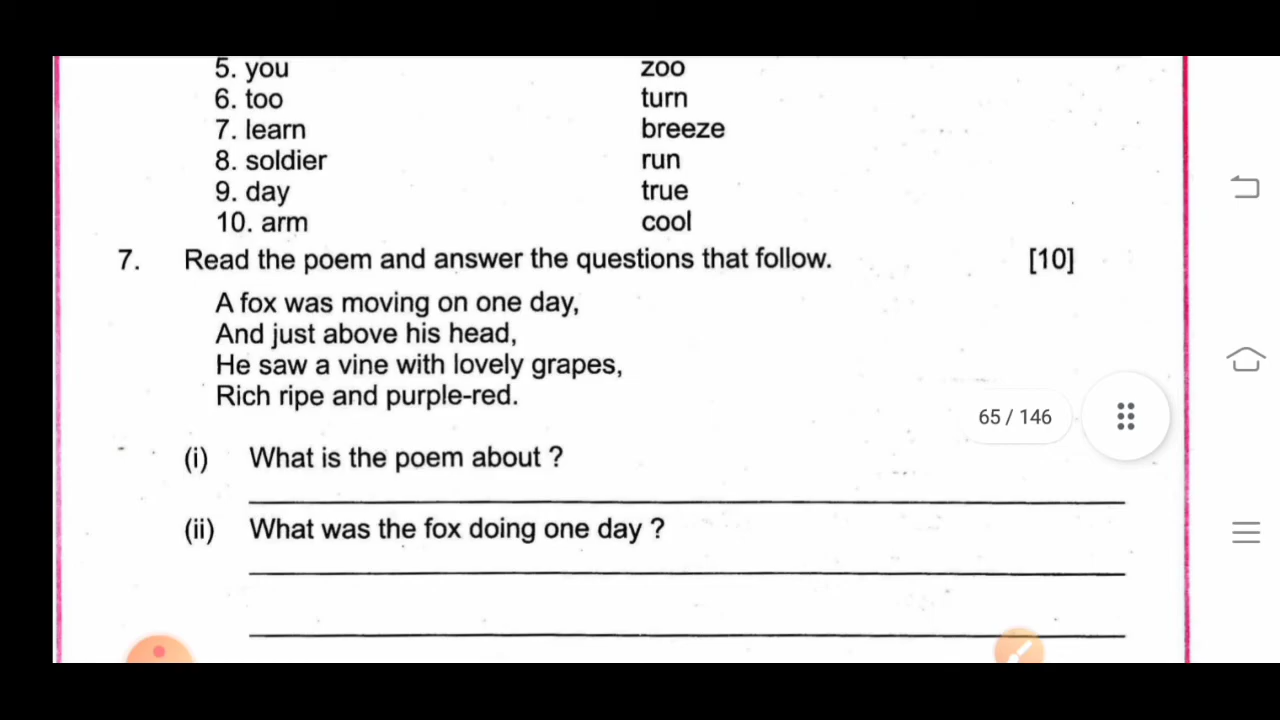 5. you zoo
6. too turn
7. learn breeze
8. soldier run
9. day true
10. arm cool
7. Read the poem and answer the questions that follow. [10]
A fox was moving on one day,
And just above his head,
He saw a vine with lovely grapes,
Rich ripe and purple-red.
65 / 146
(i) What is the poem about ?
(ii) What was the fox doing one day ?